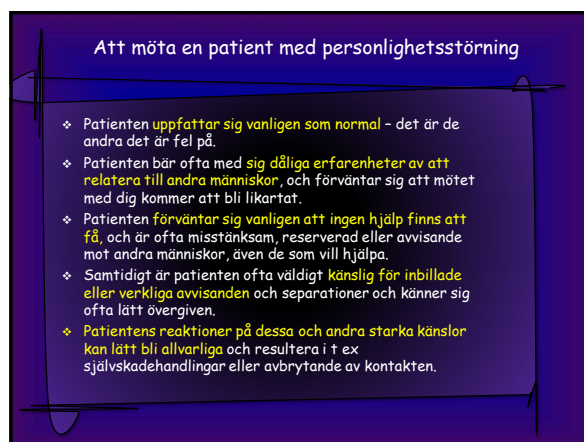 Att möta en patient med personlighetsstörning
❖ Patienten uppfattar sig vanligen som normal – det är de
andra det är fel på.
❖ Patienten bär ofta med sig dåliga erfarenheter av att
relatera till andra människor, och förväntar sig att mötet
med dig kommer att bli likartat.
❖ Patienten förväntar sig vanligen att ingen hjälp finns att
få, och är ofta misstänksam, reserverad eller avvisande
mot andra människor, även de som vill hjälpa.
❖ Samtidigt är patienten ofta väldigt känslig för inbillade
eller verkliga avvisanden och separationer och känner sig
ofta lätt övergiven.
❖ Patientens reaktioner på dessa och andra starka känslor
kan lätt bli allvarliga och resultera i t ex
självskadehandlingar eller avbrytande av kontakten.